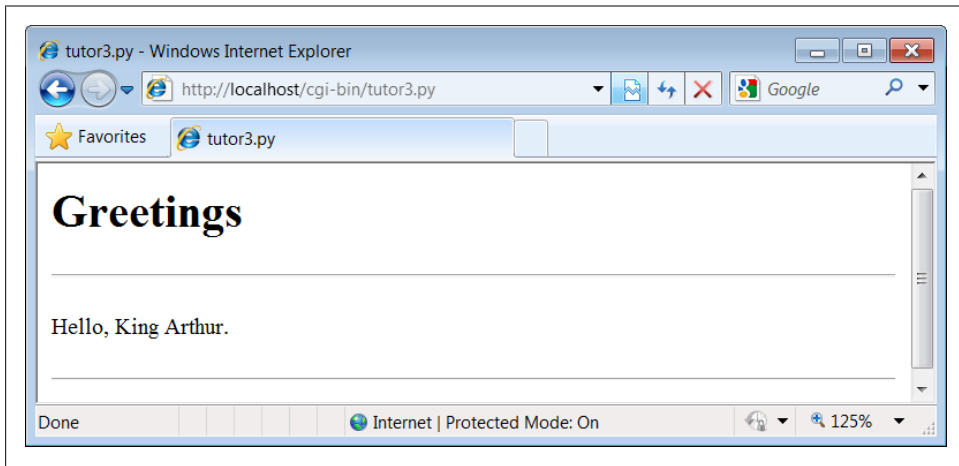 tutor3.py - Windows Internet Explorer
http://localhost/cgi-bin/tutor3.py
Google
Favorites
tutor3.py
Greetings
Hello, King Arthur.
Done
Internet | Protected Mode: On
125%